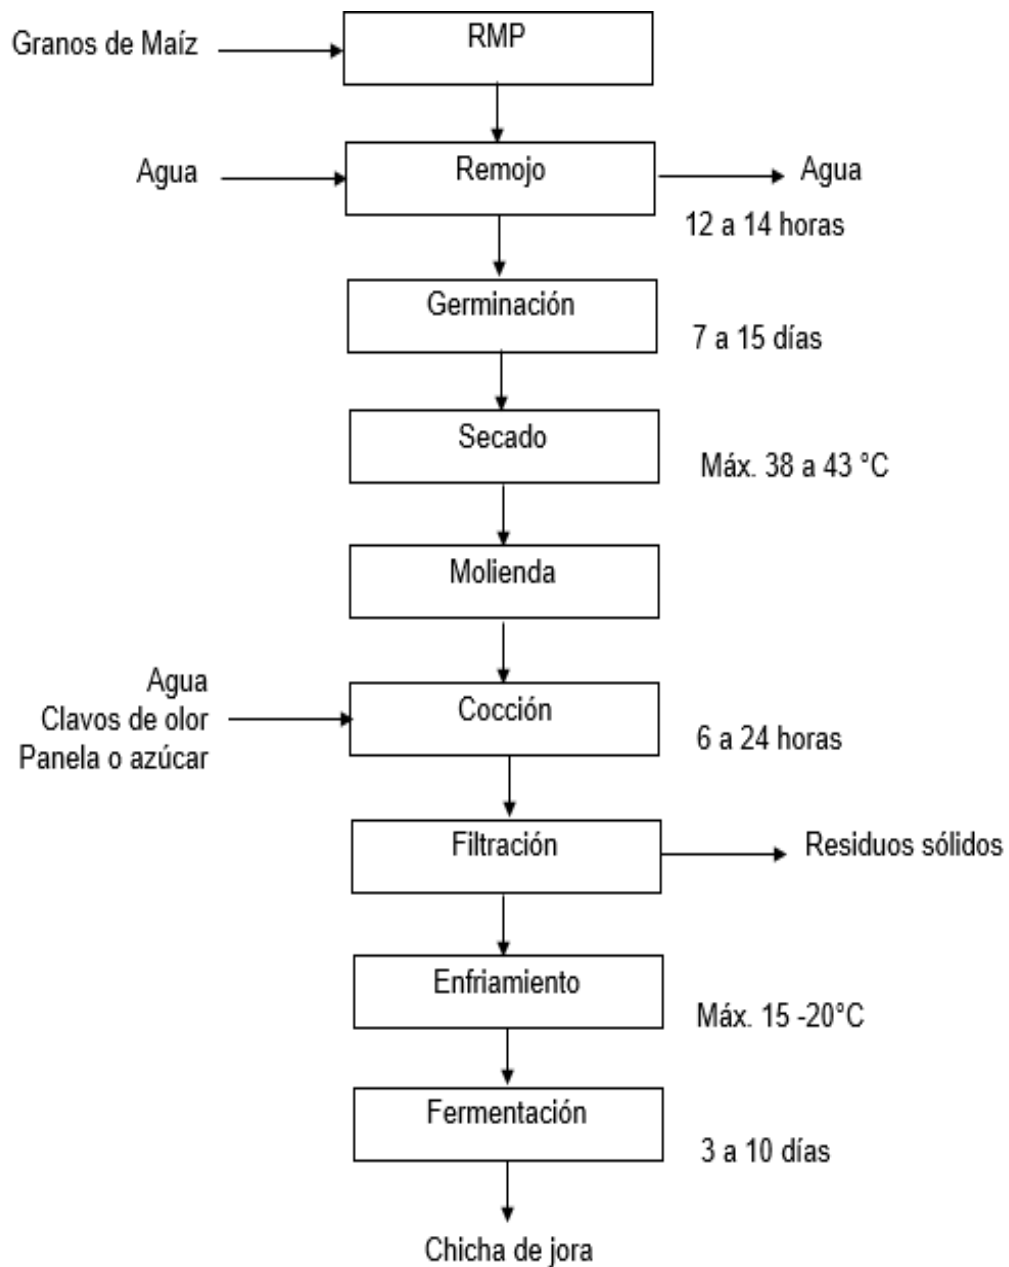 RMP
Granos de Maíz
Remojo
Agua
Agua
12 a 14 horas
Germinación
7 a 15 días
Secado
Máx. 38 a 43 °C
Molienda
Agua
Clavos de olor
Panela o azúcar
Cocción
6 a 24 horas
Filtración
Residuos sólidos
Enfriamiento
Máx. 15 -20°C
Fermentación
3 a 10 días
Chicha de jora